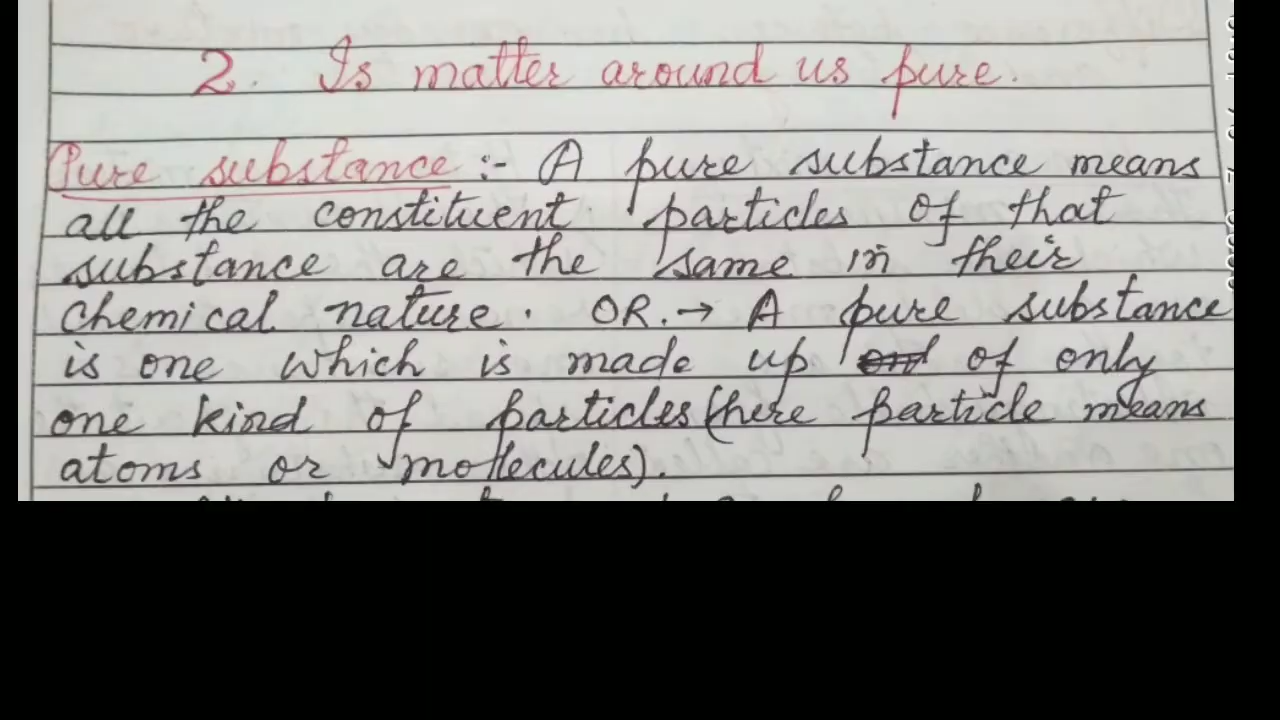 2. Is matter around us pure.
Pure substance :- A pure substance means
all the constituent particles of that
substance are the same in their
chemical nature. OR. → A pure substance
is one which is made up of only
one kind of particles (here particle means
atoms or molecules).